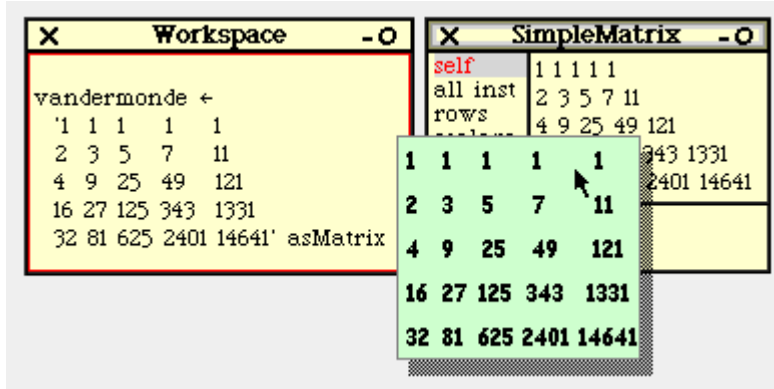 Workspace
vandermonde ←
'1 1 1 1 1
2 3 5 7 11
4 9 25 49 121
16 27 125 343 1331
32 81 625 2401 14641' asMatrix
SimpleMatrix
self
all inst
rows
1 1 1 1 1
2 3 5 7 11
4 9 25 49 121
343 1331
2401 14641
1 1 1 1 1
2 3 5 7 11
4 9 25 49 121
16 27 125 343 1331
32 81 625 2401 14641